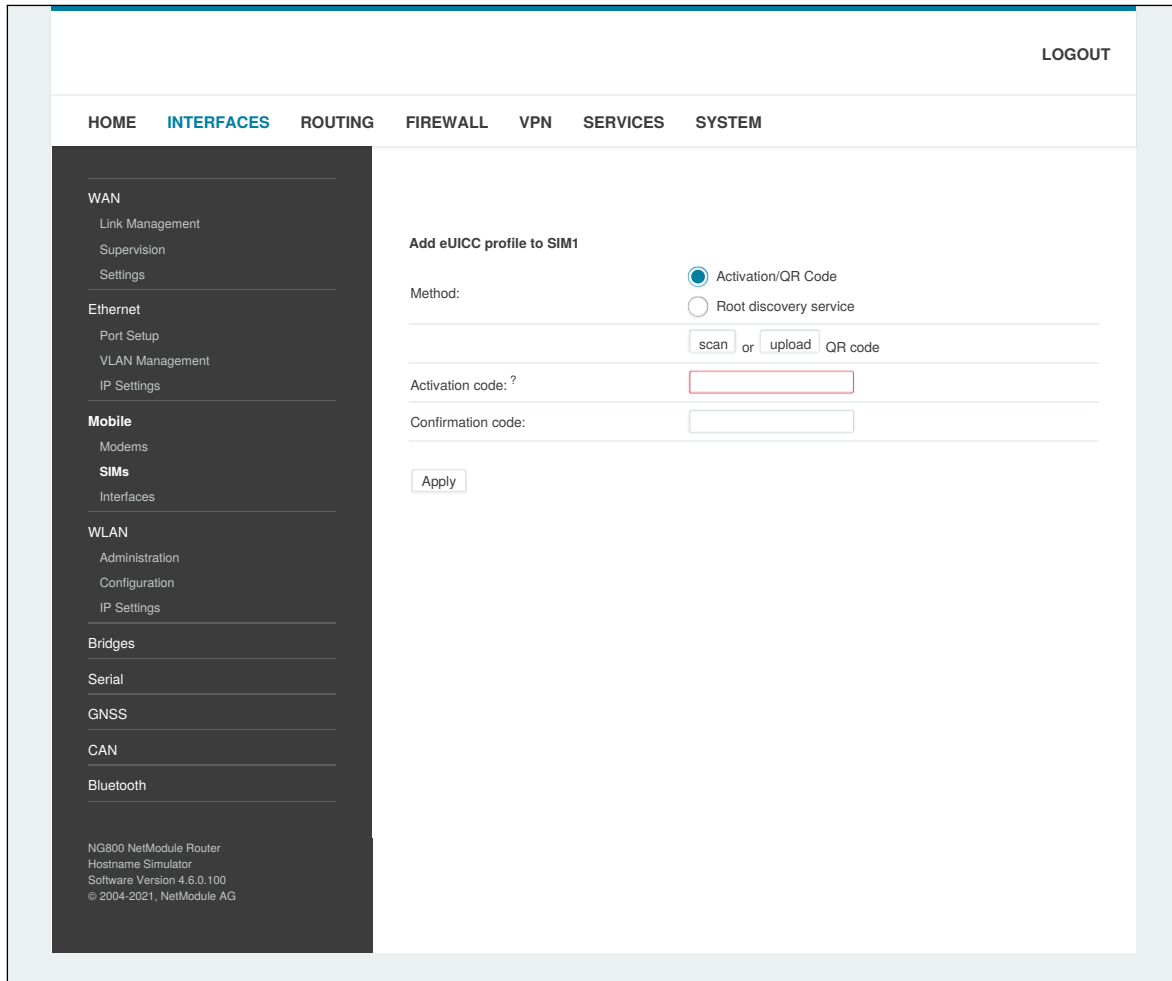 LOGOUT
HOME INTERFACES ROUTING FIREWALL VPN SERVICES SYSTEM
WAN
Link Management
Supervision
Settings
Ethernet
Port Setup
VLAN Management
IP Settings
Mobile
Modems
SIMs
Interfaces
WLAN
Administration
Configuration
IP Settings
Bridges
Serial
GNSS
CAN
Bluetooth
NG800 NetModule Router
Hostname Simulator
Software Version 4.6.0.100
© 2004-2021, NetModule AG
Add eUICC profile to SIM1
Method:
Activation/QR Code
Root discovery service
scan or upload QR code
Activation code: ?
Confirmation code:
Apply